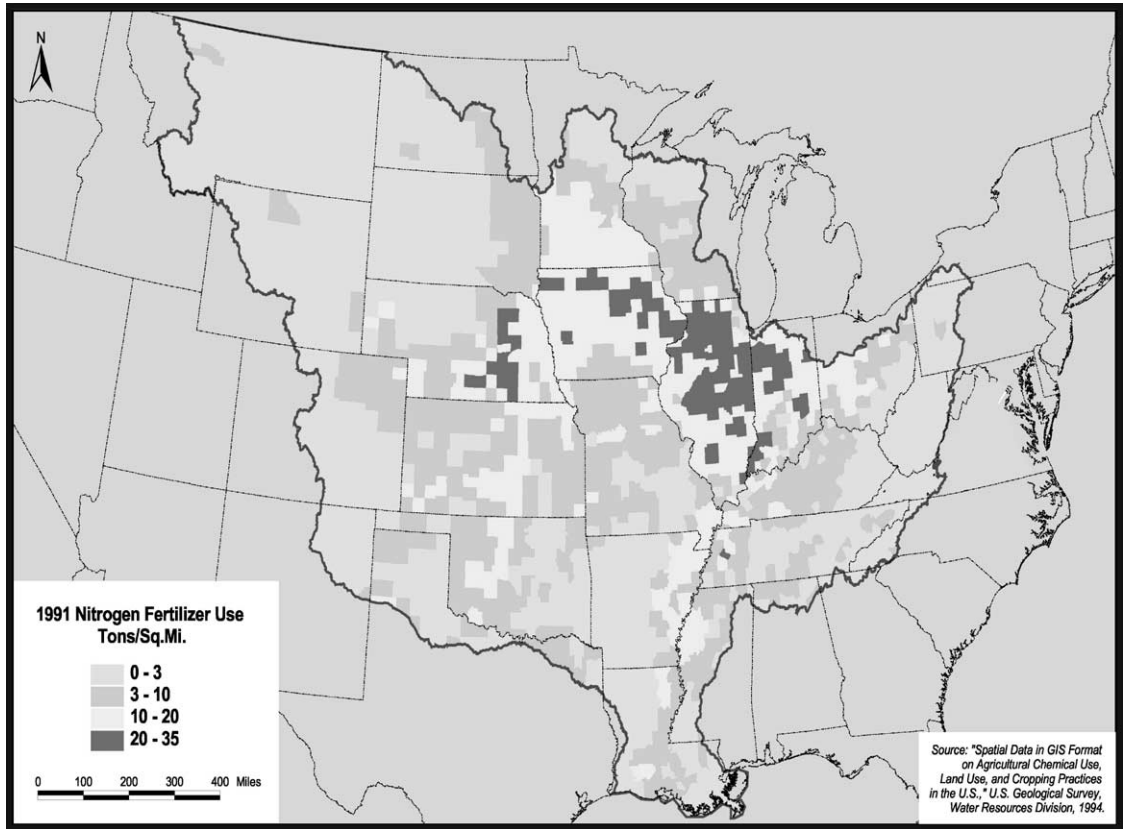 N
1991 Nitrogen Fertilizer Use
Tons/Sq.Mi.
0 - 3
3 - 10
10 - 20
20 - 35
0 100 200 300 400 Miles
Source: "Spatial Data in GIS Format
on Agricultural Chemical Use,
Land Use, and Cropping Practices
in the U.S.," U.S. Geological Survey,
Water Resources Division, 1994.